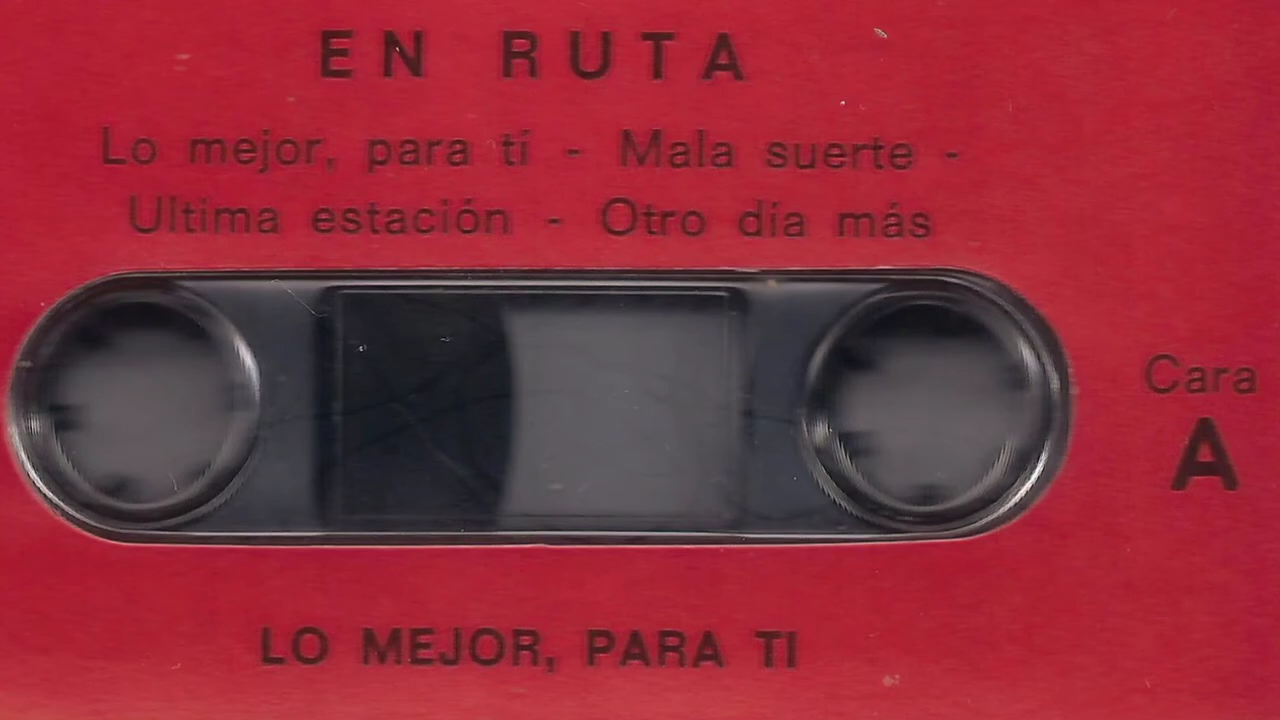 EN RUTA
Lo mejor, para tí - Mala suerte -
Ultima estación - Otro día más
Cara
A
LO MEJOR, PARA TI